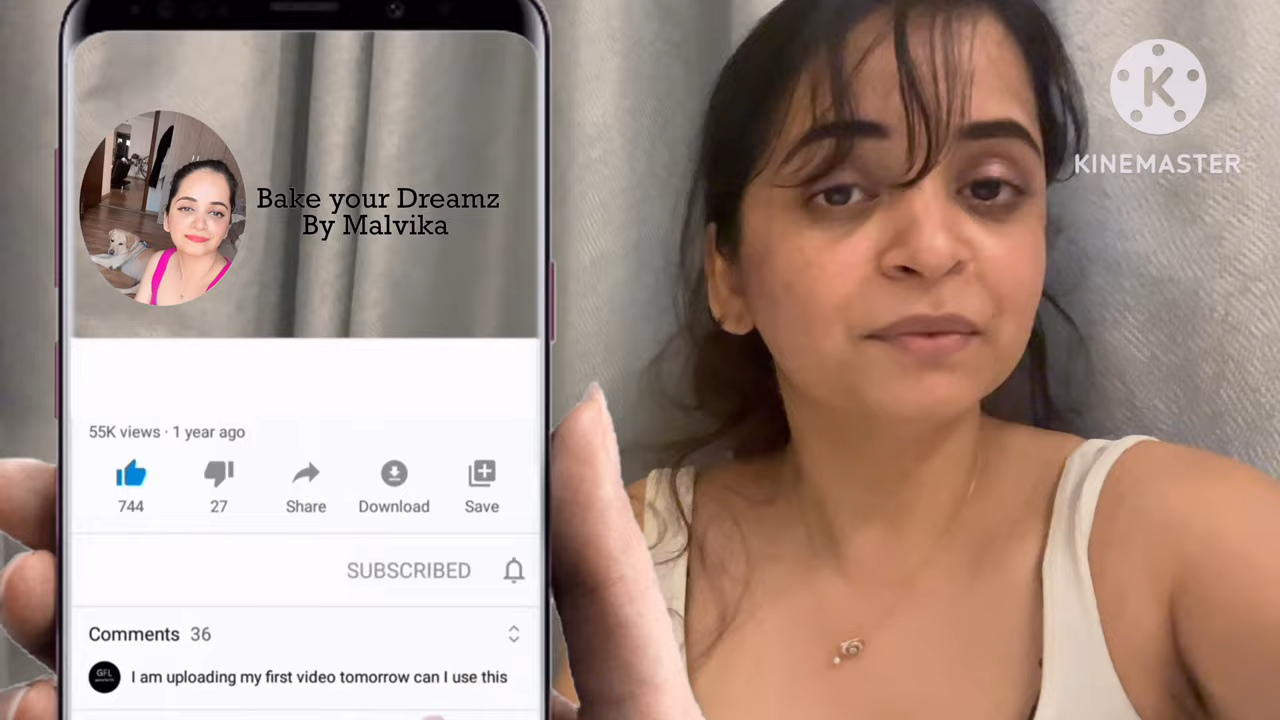 Bake your Dreamz
By Malvika
K
KINEMASTER
55K views · 1 year ago
744
27
Share
Download
Save
SUBSCRIBED
Comments 36
GFL
I am uploading my first video tomorrow can I use this